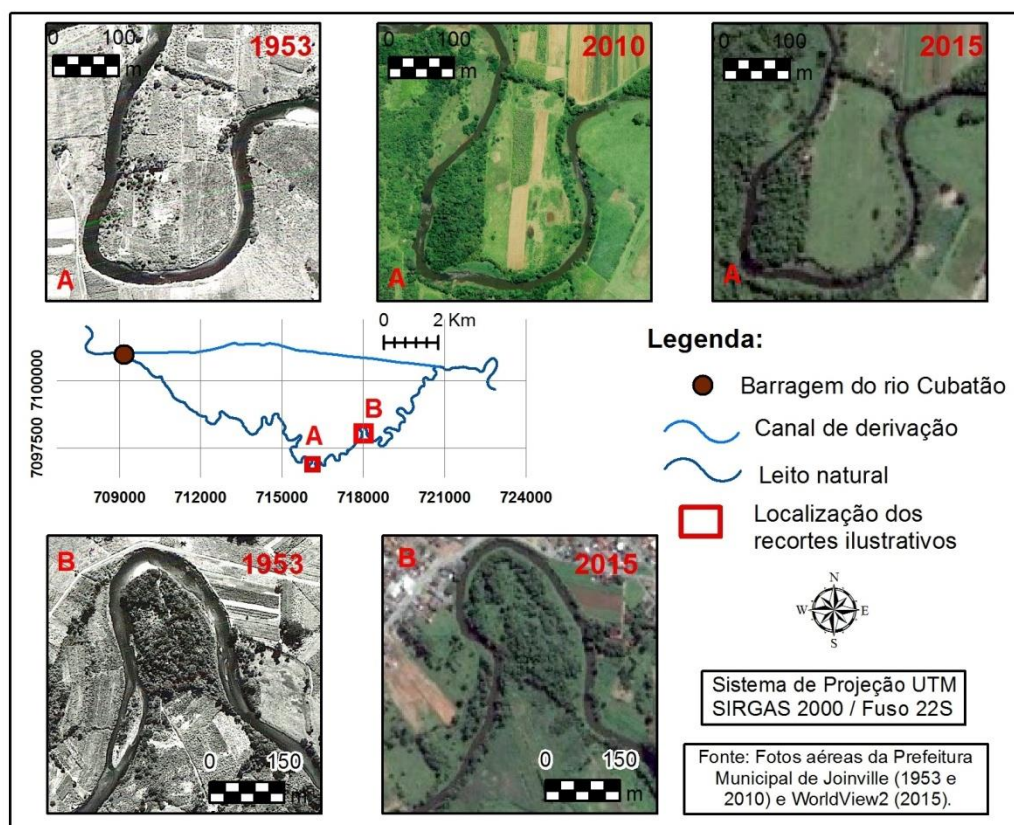 0 100
m
1953
A
0 100
m
2010
A
0 100
m
2015
A
0 2 Km
7100000
7097500
A
B
709000 712000 715000 718000 721000 724000
Legenda:
Barragem do rio Cubatão
Canal de derivação
Leito natural
Localização dos
recortes ilustrativos
B
1953
0 150
m
B
2015
0 150
m
N
W E
S
Sistema de Projeção UTM
SIRGAS 2000 / Fuso 22S
Fonte: Fotos aéreas da Prefeitura
Municipal de Joinville (1953 e
2010) e WorldView2 (2015).